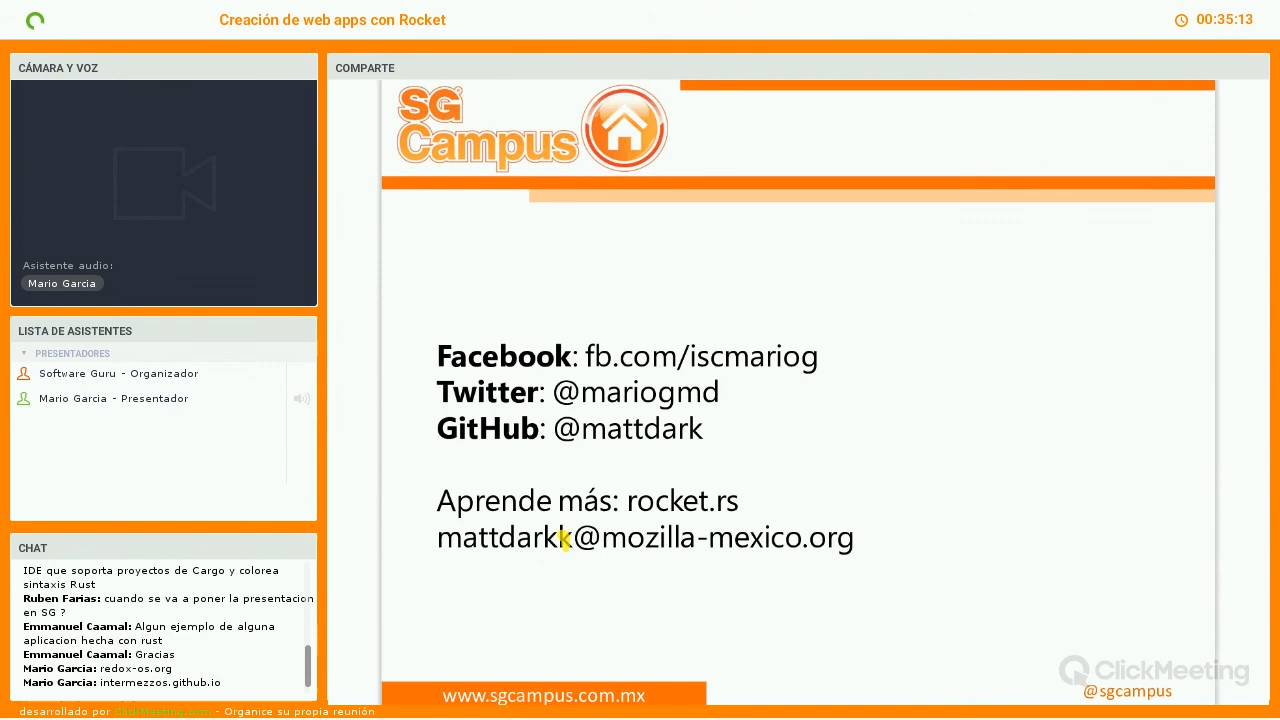 Creación de web apps con Rocket
00:35:13
CÁMARA Y VOZ
Asistente audio:
Mario Garcia
LISTA DE ASISTENTES
PRESENTADORES
Software Guru - Organizador
Mario Garcia - Presentador
CHAT
IDE que soporta proyectos de Cargo y colorea
sintaxis Rust
Ruben Farias: cuando se va a poner la presentacion
en SG ?
Emmanuel Caamal: Algun ejemplo de alguna
aplicacion hecha con rust
Emmanuel Caamal: Gracias
Mario Garcia: redox-os.org
Mario Garcia: intermezzos.github.io
desarrollado por ClickMeeting.com - Organice su propia reunión
COMPARTE
SG
Campus
Facebook: fb.com/iscmariog
Twitter: @mariogmd
GitHub: @mattdark
Aprende más: rocket.rs
mattdarkk@mozilla-mexico.org
ClickMeeting
www.sgcampus.com.mx
@sgcampus